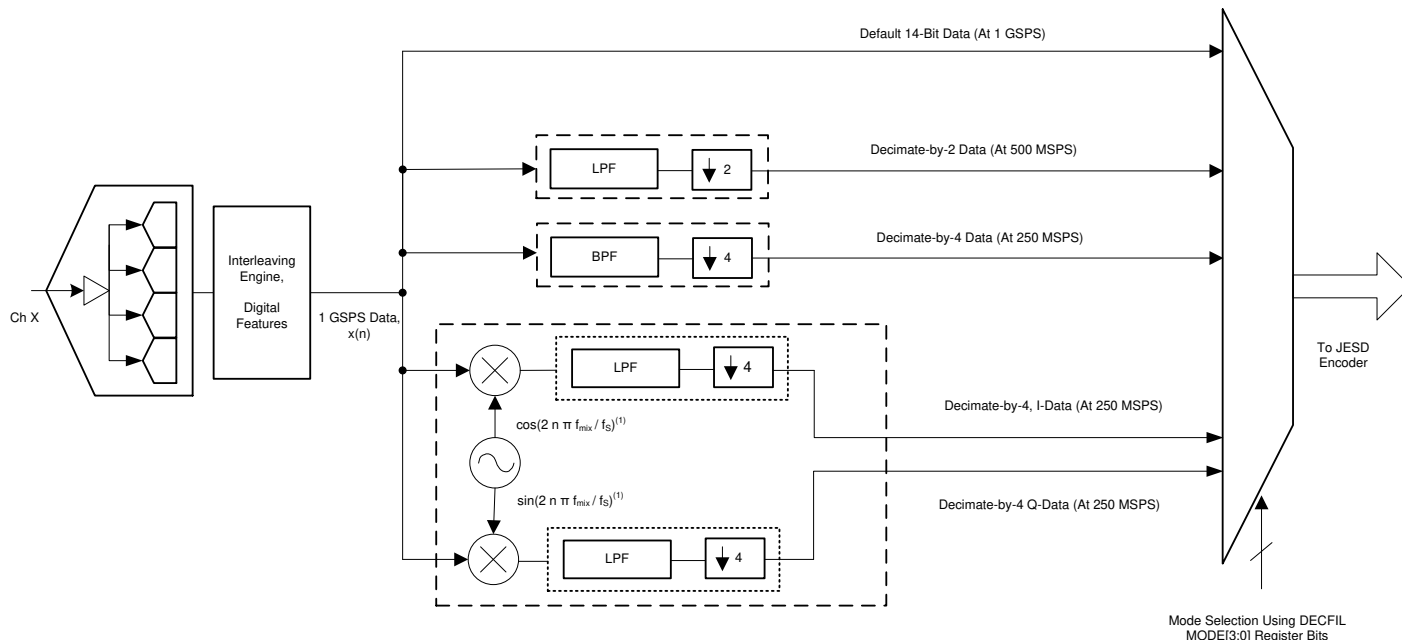 Default 14-Bit Data (At 1 GSPS)
LPF
2
Decimate-by-2 Data (At 500 MSPS)
BPF
4
Decimate-by-4 Data (At 250 MSPS)
Ch X
Interleaving
Engine,
Digital
Features
1 GSPS Data,
x(n)
LPF
4
cos(2 n π fmix / fS)(1)
sin(2 n π fmix / fS)(1)
LPF
4
Decimate-by-4, I-Data (At 250 MSPS)
Decimate-by-4 Q-Data (At 250 MSPS)
To JESD
Encoder
Mode Selection Using DECFIL
MODE[3:0] Register Bits